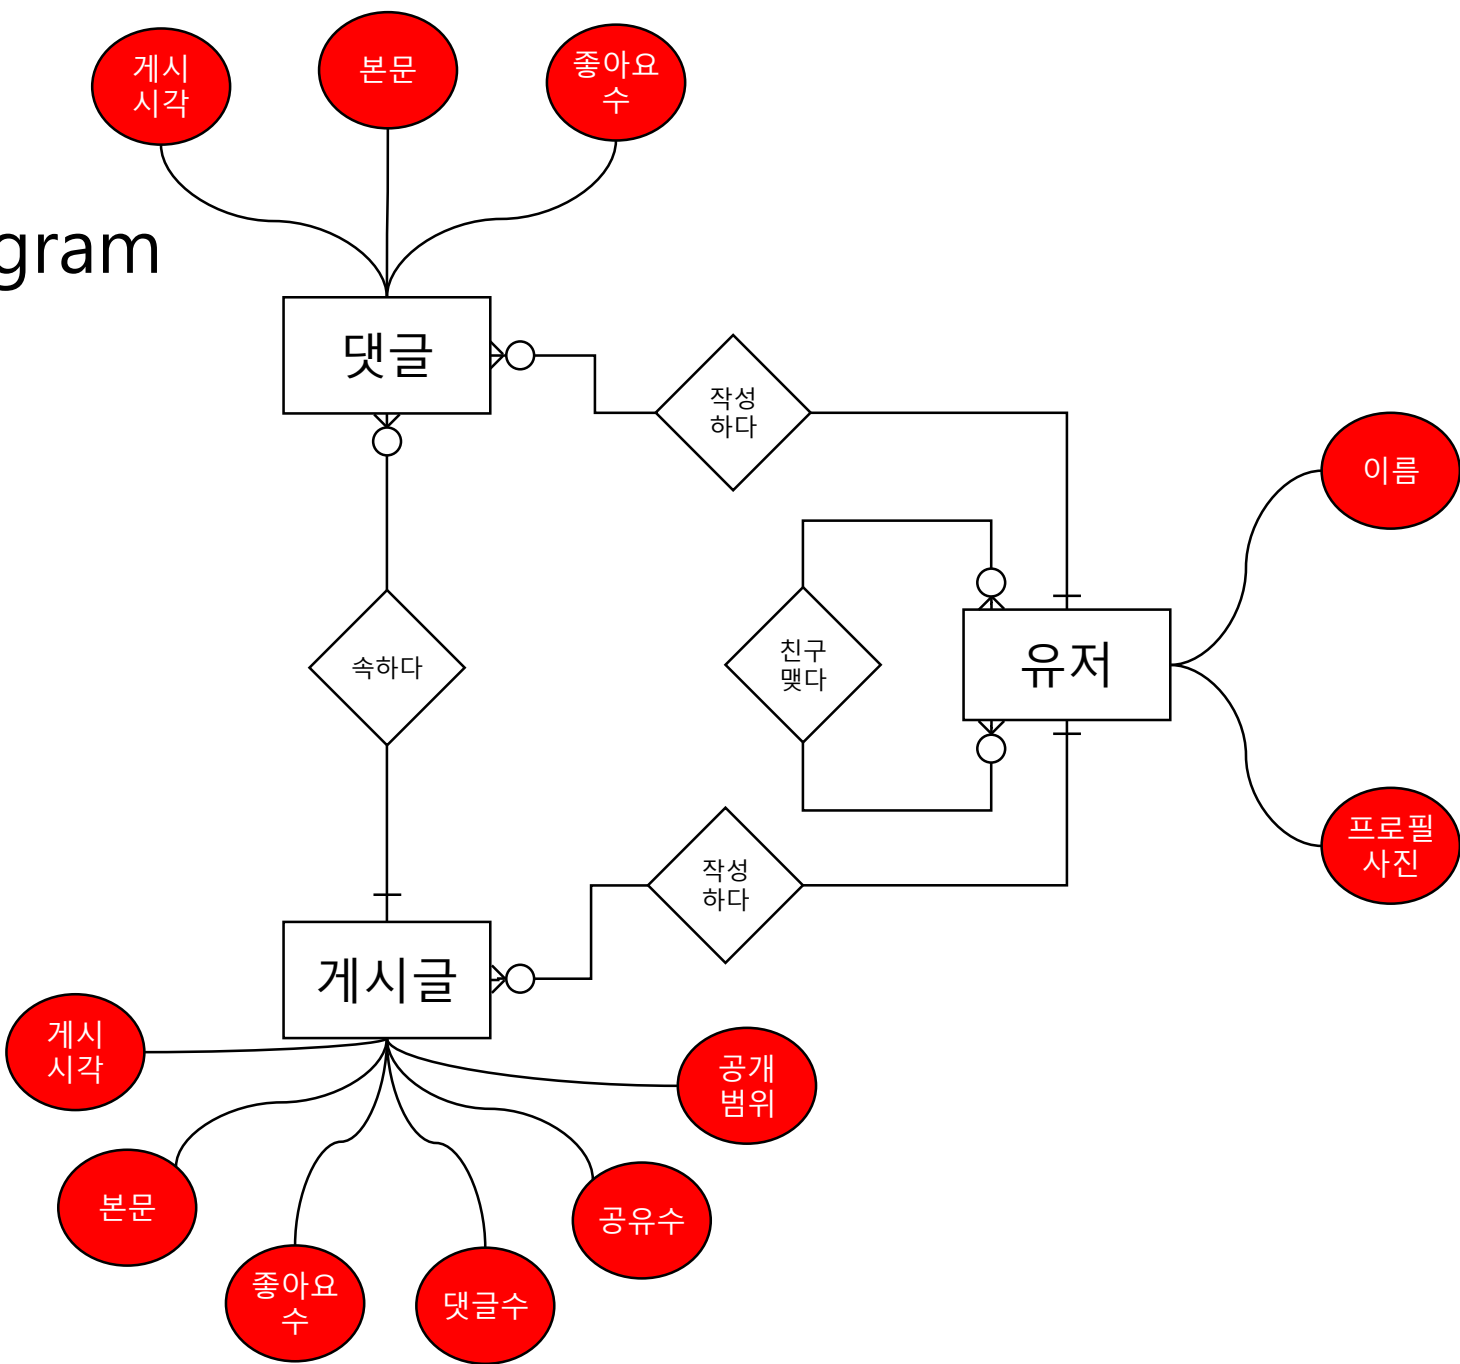 게시
시각
본문
좋아요
수
gram
댓글
작성
하다
이름
속하다
친구
맺다
유저
프로필
사진
작성
하다
게시글
게시
시각
공개
범위
본문
공유수
좋아요
수
댓글수